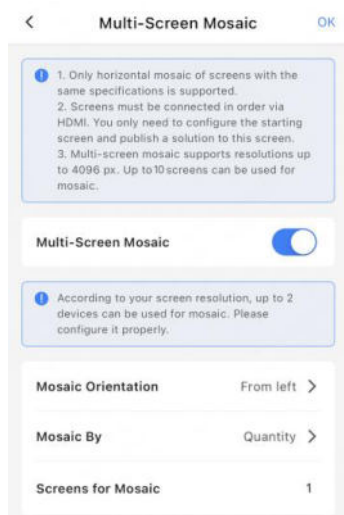 Multi-Screen Mosaic OK
1. Only horizontal mosaic of screens with the
same specifications is supported.
2. Screens must be connected in order via
HDMI. You only need to configure the starting
screen and publish a solution to this screen.
3. Multi-screen mosaic supports resolutions up
to 4096 px. Up to 10 screens can be used for
mosaic.
Multi-Screen Mosaic
According to your screen resolution, up to 2
devices can be used for mosaic. Please
configure it properly.
Mosaic Orientation From left
Mosaic By Quantity
Screens for Mosaic 1